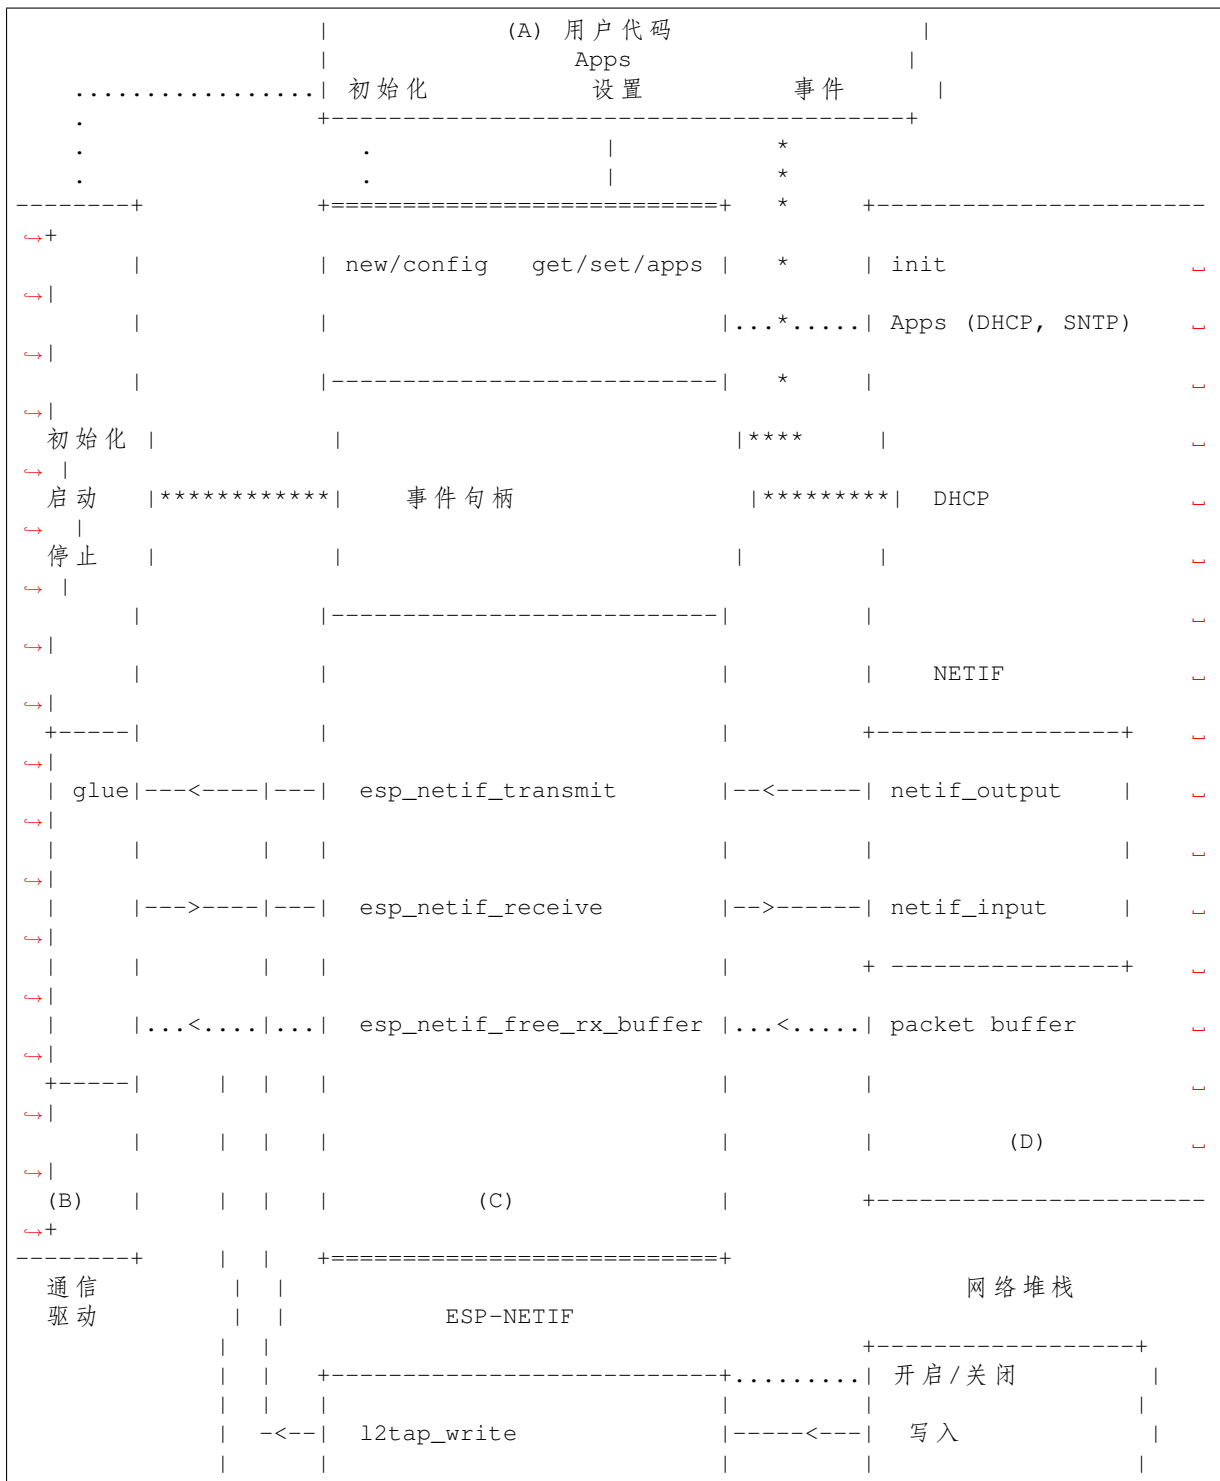 | (A) 用户代码 |
| Apps |
.................| 初始化 设置 事件 |
. +----------------------------------------+
. . | *
. . | *
--------+ +===========================+ * +-----------------------
↪+
| | new/config get/set/apps | * | init ␣
↪|
| | |...*.....| Apps (DHCP, SNTP) ␣
↪|
| |---------------------------| * | ␣
↪|
初始化 | | |**** | ␣
↪ |
启动 |************| 事件句柄 |*********| DHCP ␣
↪ |
停止 | | | | ␣
↪ |
| |---------------------------| | ␣
↪|
| | | | NETIF ␣
↪|
+-----| | | +-----------------+ ␣
↪|
| glue|---<----|---| esp_netif_transmit |--<------| netif_output | ␣
↪|
| | | | | | | ␣
↪|
| |--->----|---| esp_netif_receive |-->------| netif_input | ␣
↪|
| | | | | + ----------------+ ␣
↪|
| |...<....|...| esp_netif_free_rx_buffer |...<.....| packet buffer ␣
↪|
+-----| | | | | | ␣
↪|
| | | | | | (D) ␣
↪|
(B) | | | | (C) | +-----------------------
↪+
--------+ | | +===========================+
通信 | | 网络堆栈
驱动 | | ESP-NETIF
| | +------------------+
| | +---------------------------+.........| 开启/关闭 |
| | | | | |
| -<--| l2tap_write |-----<---| 写入 |
| | | | |